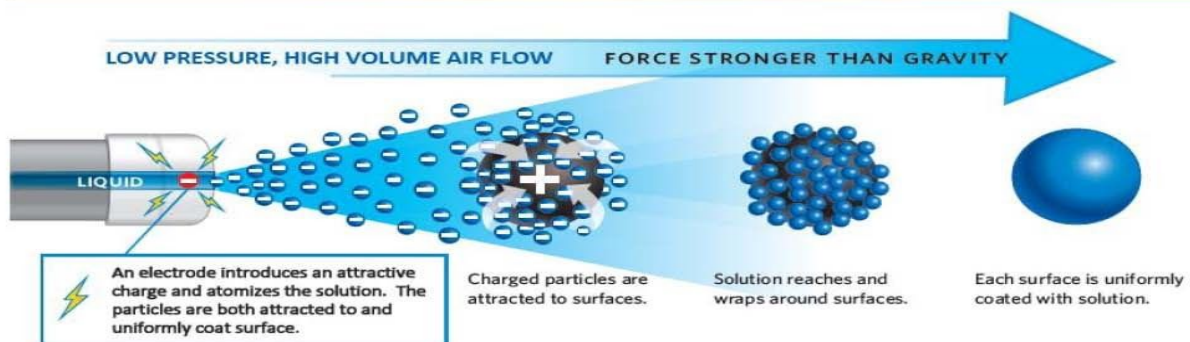 LOW PRESSURE, HIGH VOLUME AIR FLOW FORCE STRONGER THAN GRAVITY
LIQUID
An electrode introduces an attractive
charge and atomizes the solution. The
particles are both attracted to and
uniformly coat surface.
Charged particles are
attracted to surfaces.
Solution reaches and
wraps around surfaces.
Each surface is uniformly
coated with solution.